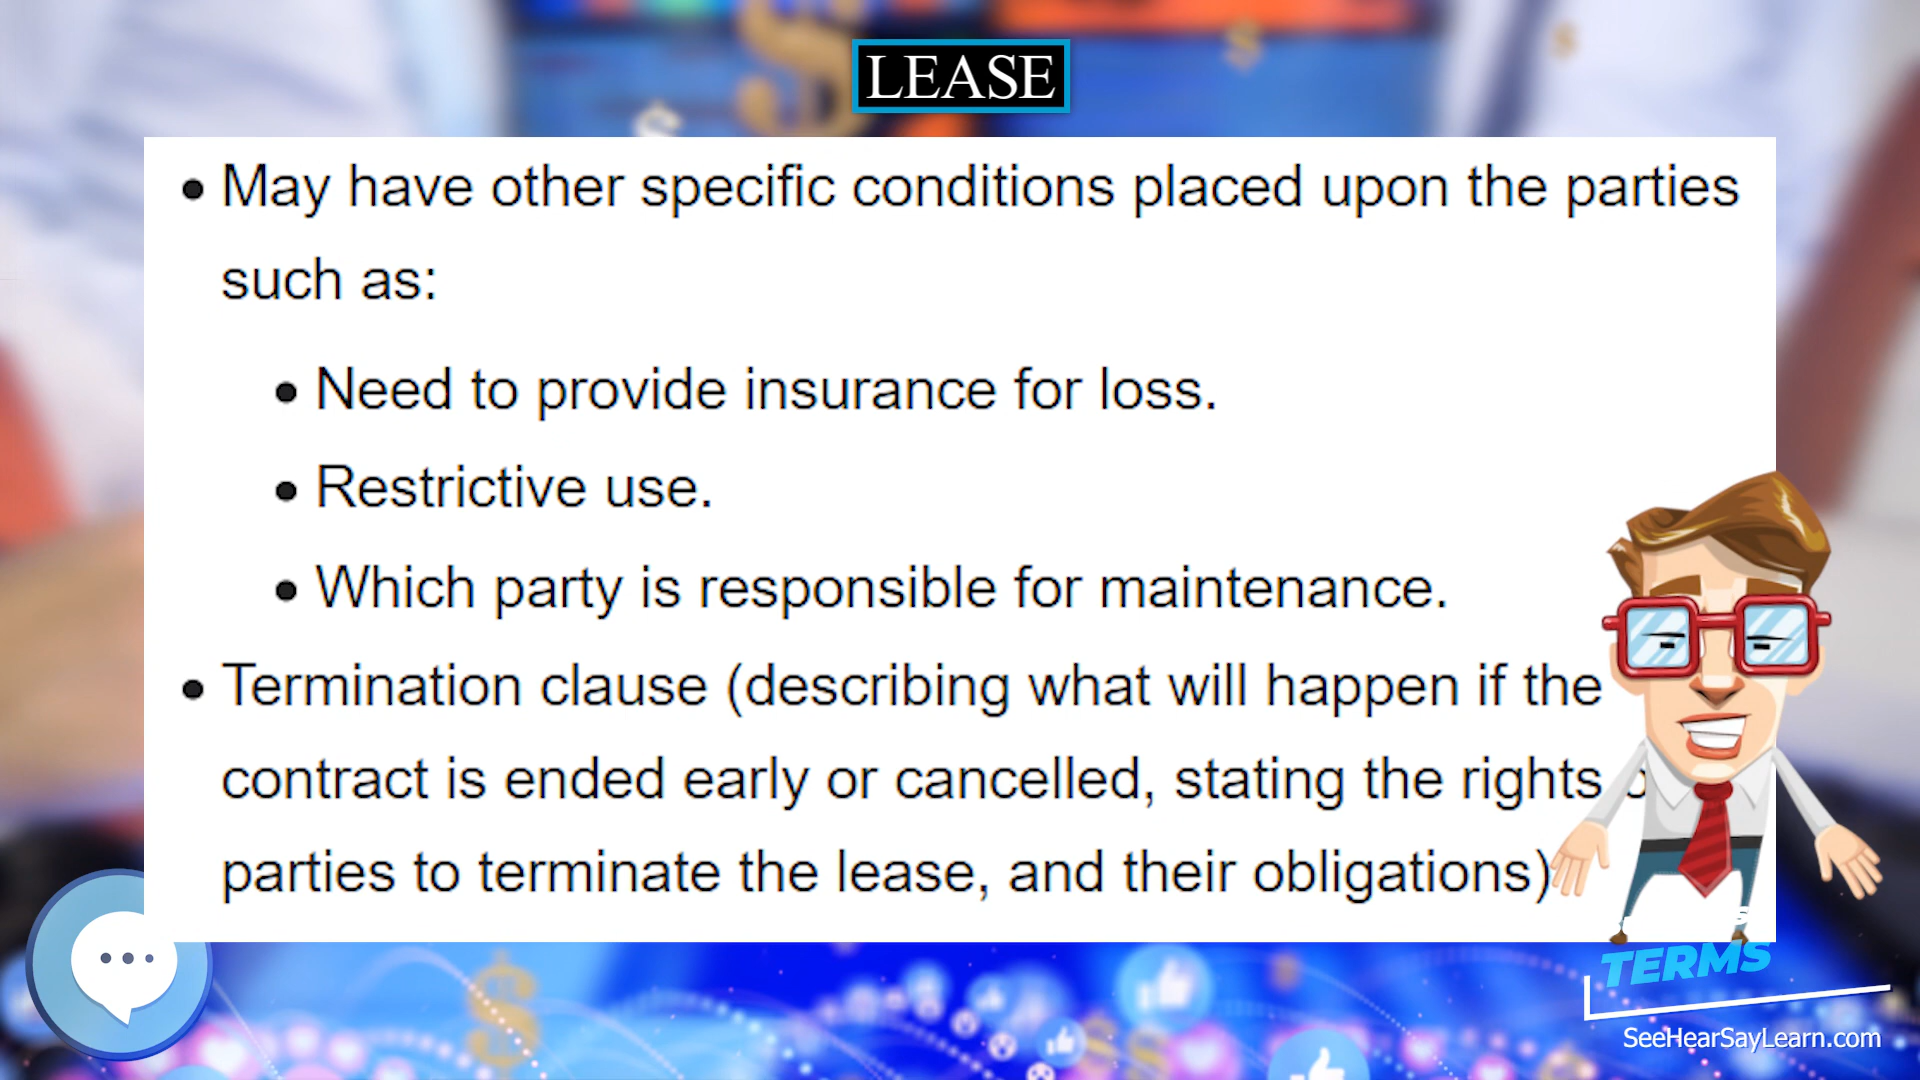 LEASE
• May have other specific conditions placed upon the parties
such as:
• Need to provide insurance for loss.
• Restrictive use.
• Which party is responsible for maintenance.
• Termination clause (describing what will happen if the
contract is ended early or cancelled, stating the rights
parties to terminate the lease, and their obligations)
TERMS
SeeHearSayLearn.com